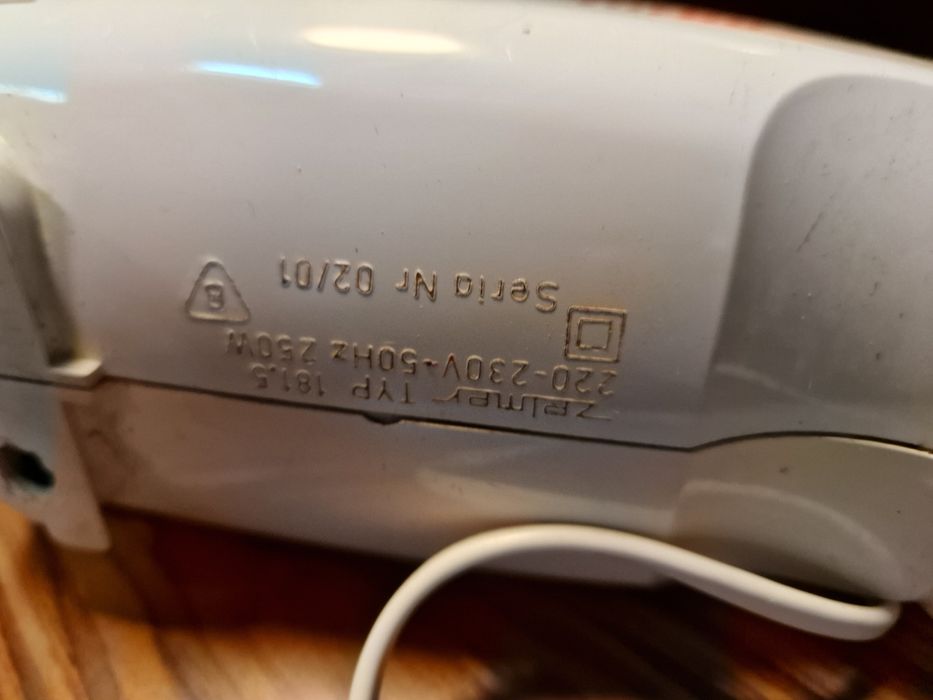 zelmer TYP 181.5
220-230V~50Hz 250W
Seria Nr 02/01
B